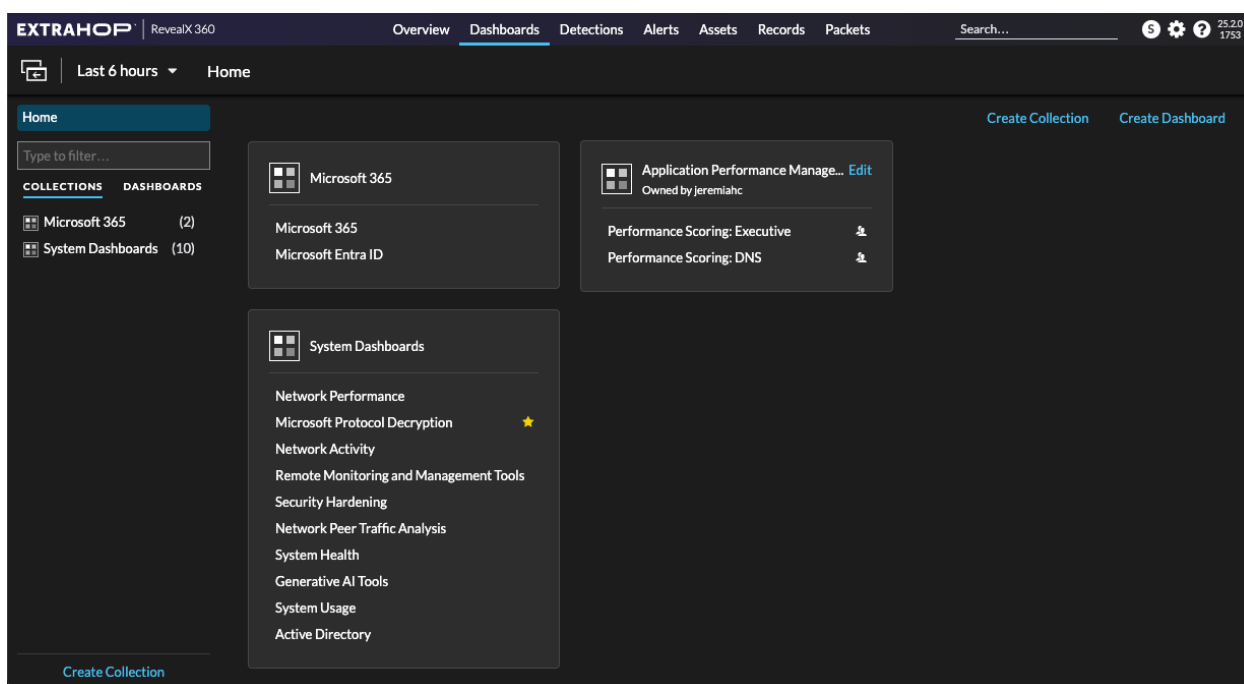 EXTRAHOP RevealX 360 Overview Dashboards Detections Alerts Assets Records Packets Search... S ? 25.2.0
1753
Last 6 hours Home
Home
Type to filter...
COLLECTIONS DASHBOARDS
Microsoft 365 (2)
System Dashboards (10)
Create Collection
Create Collection Create Dashboard
Microsoft 365
Microsoft 365
Microsoft Entra ID
Application Performance Manage... Edit
Owned by jeremiahc
Performance Scoring: Executive
Performance Scoring: DNS
System Dashboards
Network Performance
Microsoft Protocol Decryption
Network Activity
Remote Monitoring and Management Tools
Security Hardening
Network Peer Traffic Analysis
System Health
Generative AI Tools
System Usage
Active Directory